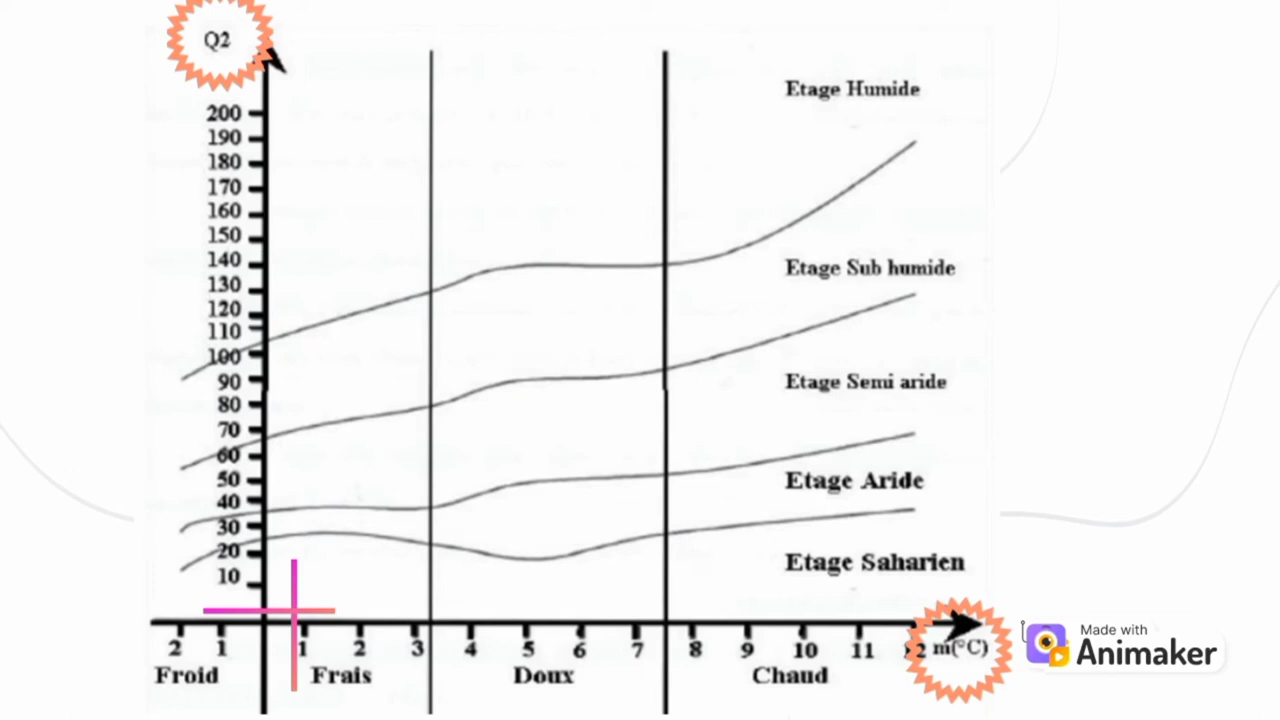 Q2
Etage Humide
200
190
180
170
160
150
140
Etage Sub humide
130
120
110
100
90
Etage Semi aride
80
70
60
50
Etage Aride
40
30
20
Etage Saharien
10
2 1 1 2 3 4 5 6 7 8 9 10 11 2 m(°C)
Froid Frais Doux Chaud
Made with
Animaker